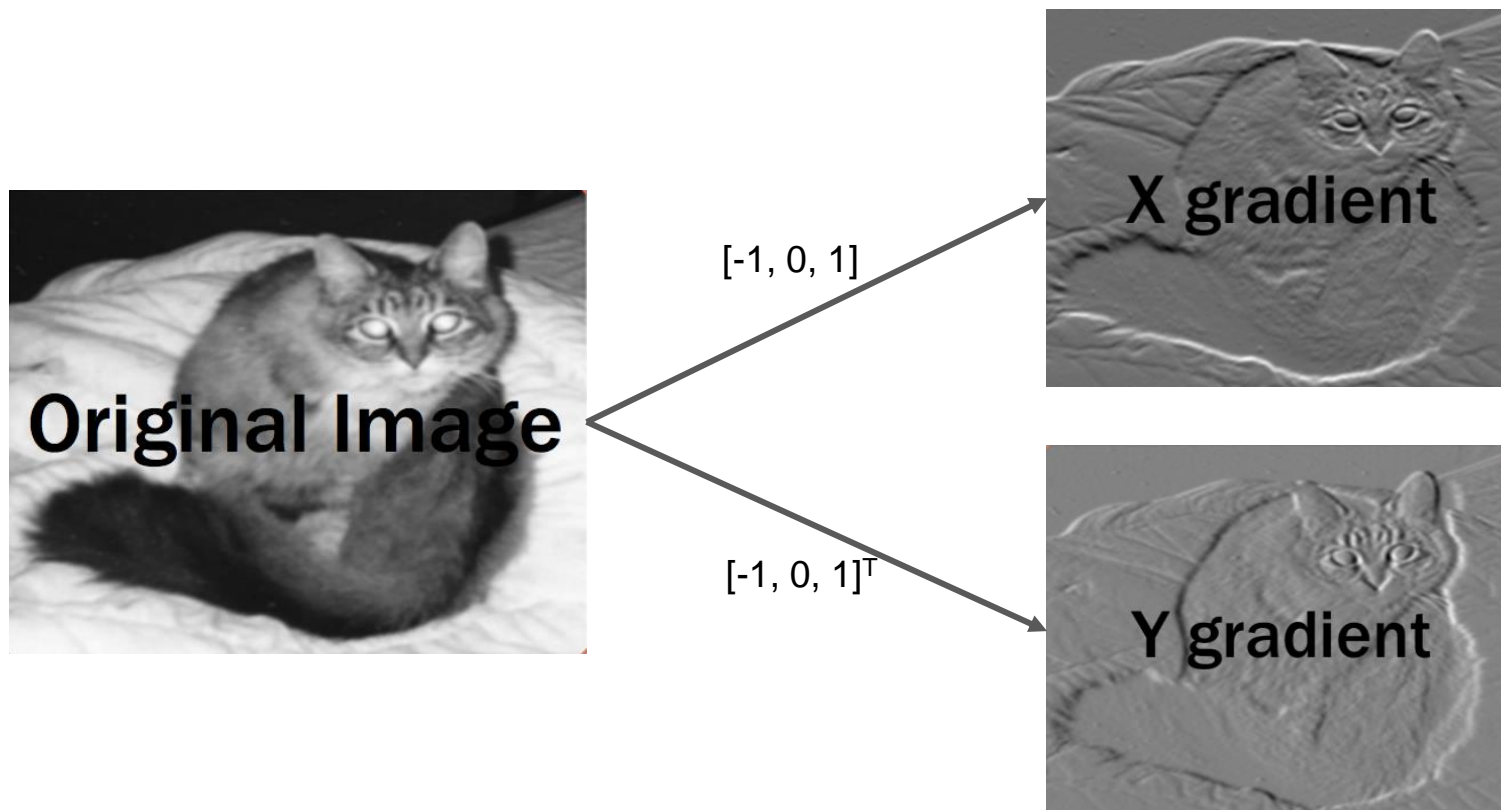 X gradient
[-1, 0, 1]
Original Image
[-1, 0, 1]ᵀ
Y gradient